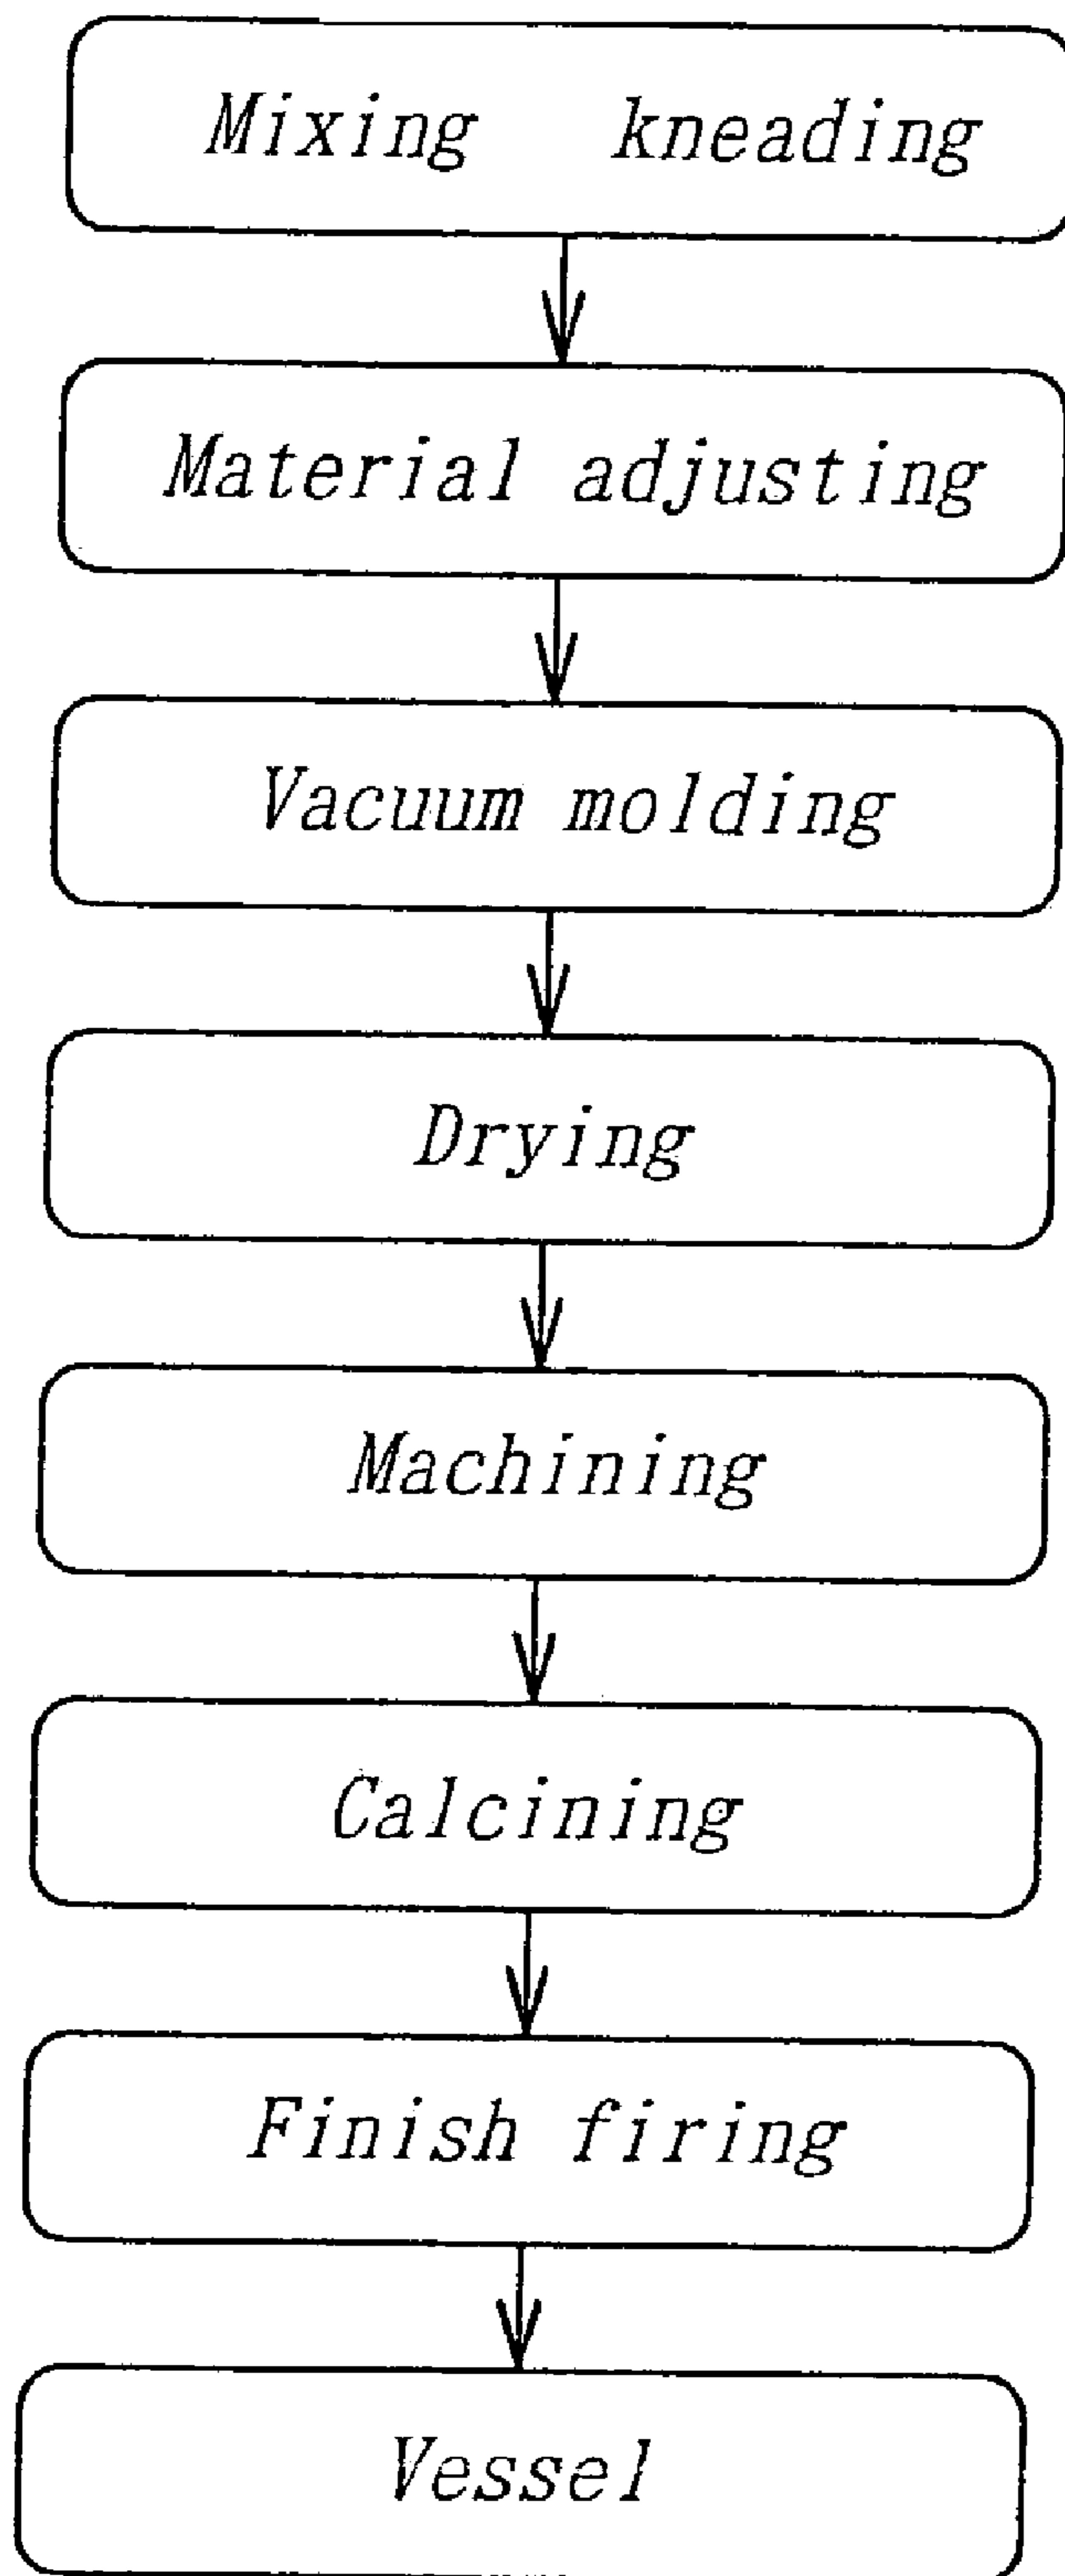 Mixing kneading
Material adjusting
Vacuum molding
Drying
Machining
Calcining
Finish firing
Vessel